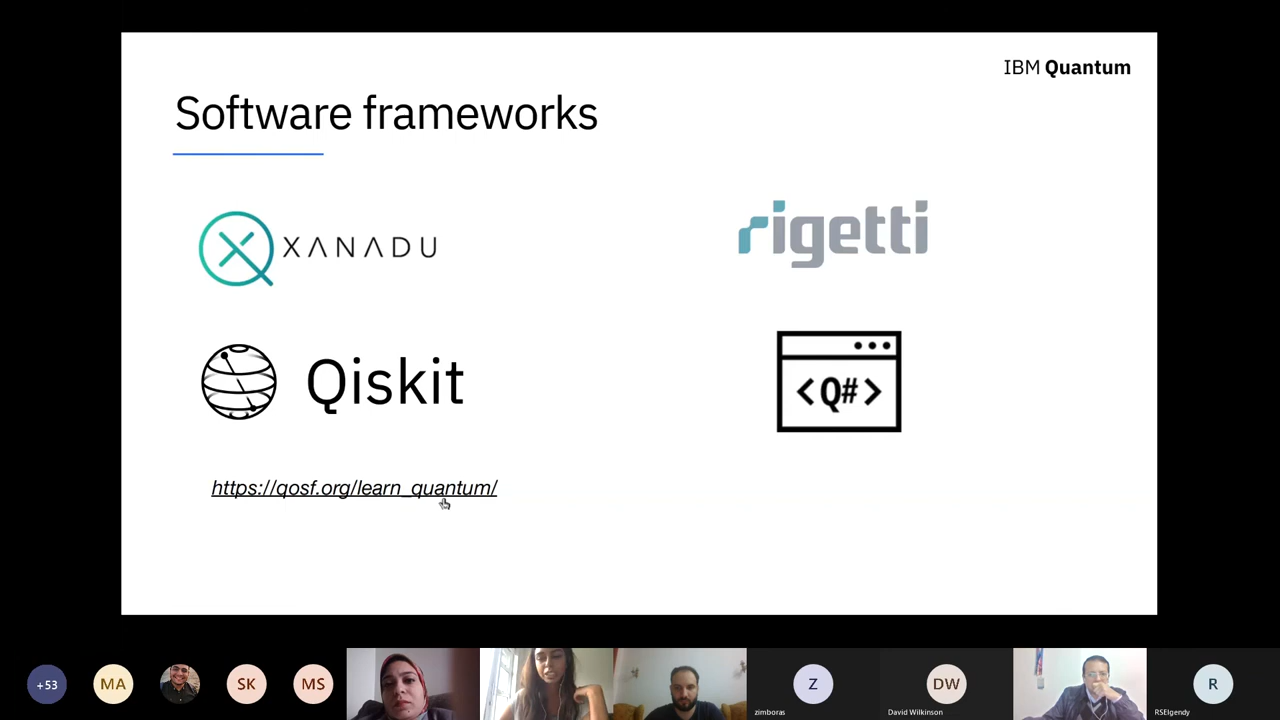 IBM Quantum
Software frameworks
XANADU
rigetti
Qiskit
<Q#>
https://qosf.org/learn_quantum/
+53
MA
SK
MS
Z
zimboras
DW
David Wilkinson
R
RSElgendy